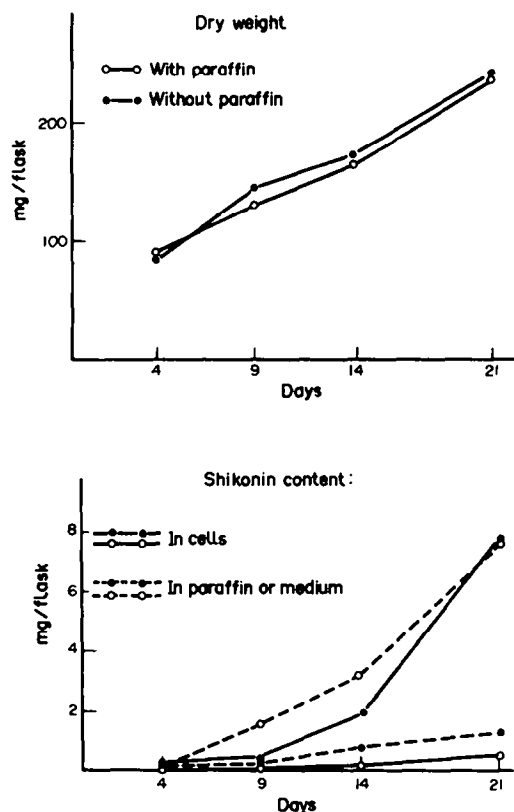 Dry weight
With paraffin
Without paraffin
200
100
mg/flask
4 9 14 21
Days
Shikonin content:
In cells
In paraffin or medium
8
6
4
2
mg/flask
4 9 14 21
Days